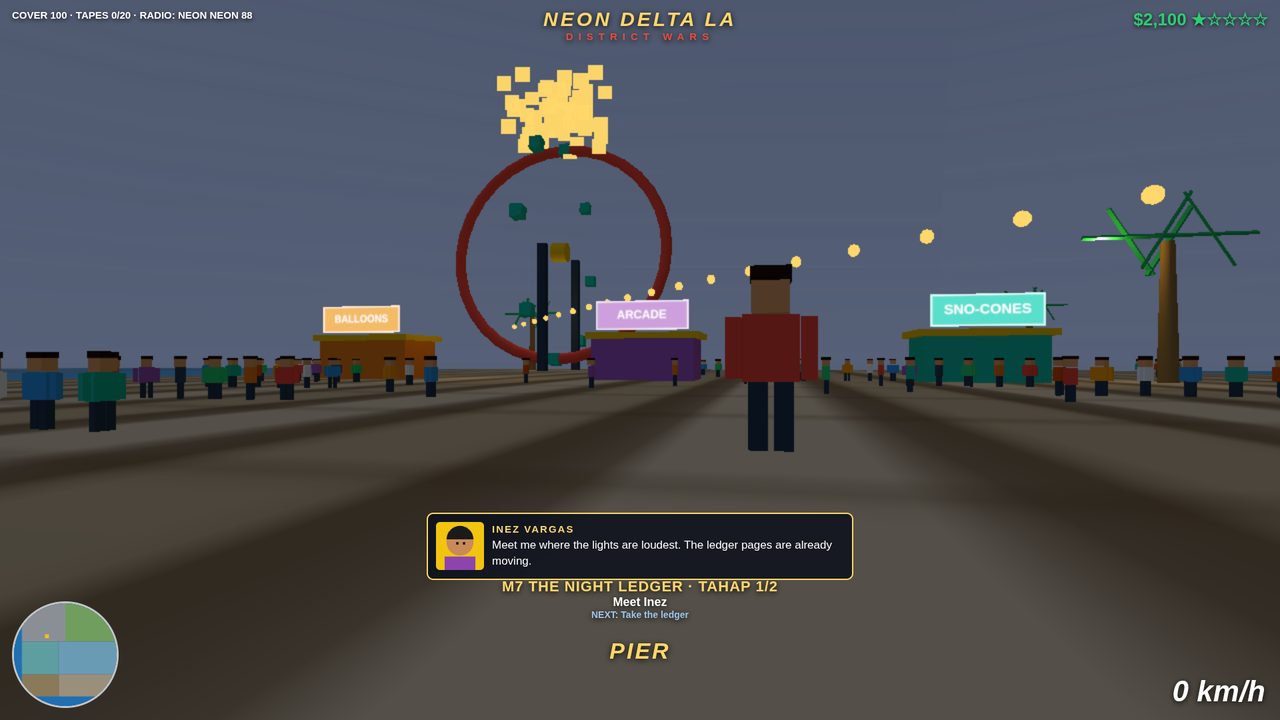 COVER 100 · TAPES 0/20 · RADIO: NEON NEON 88
NEON DELTA LA
DISTRICT WARS
$2,100 ★☆☆☆☆
BALLOONS
ARCADE
SNO-CONES
INEZ VARGAS
Meet me where the lights are loudest. The ledger pages are already
moving.
M7 THE NIGHT LEDGER · TAHAP 1/2
Meet Inez
NEXT: Take the ledger
PIER
0 km/h